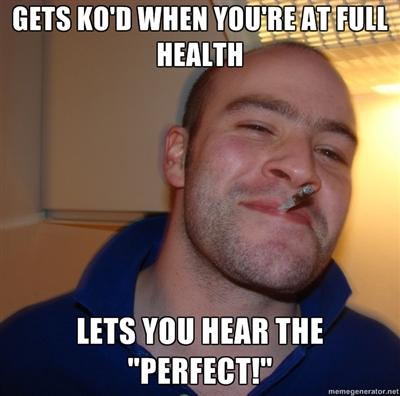 GETS KO'D WHEN YOU'RE AT FULL
HEALTH
LETS YOU HEAR THE
"PERFECT!"
memegenerator.net